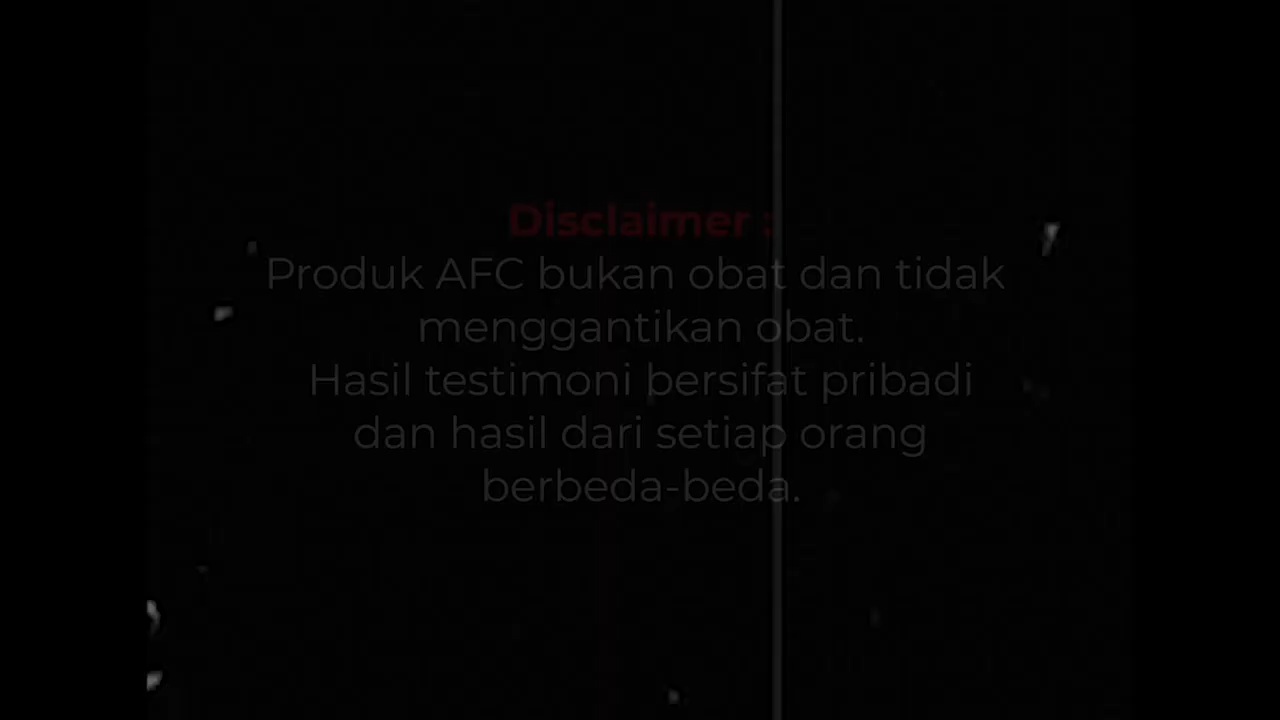 Disclaimer :
Produk AFC bukan obat dan tidak
menggantikan obat.
Hasil testimoni bersifat pribadi
dan hasil dari setiap orang
berbeda-beda.